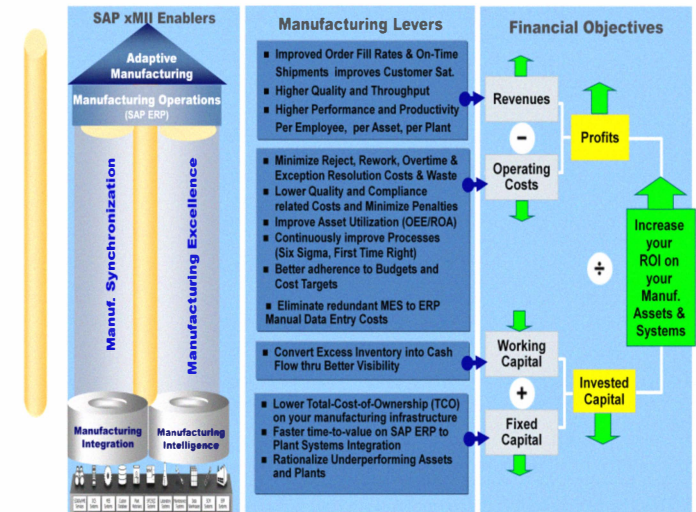 SAP xMII Enablers
Adaptive
Manufacturing
Manufacturing Operations
(SAP ERP)
Manuf. Synchronization
Manufacturing Excellence
Manufacturing
Integration
Manufacturing
Intelligence
Manufacturing Levers
▪ Improved Order Fill Rates & On-Time
Shipments improves Customer Sat.
▪ Higher Quality and Throughput
▪ Higher Performance and Productivity
Per Employee, per Asset, per Plant
▪ Minimize Reject, Rework, Overtime &
Exception Resolution Costs & Waste
▪ Lower Quality and Compliance
related Costs and Minimize Penalties
▪ Improve Asset Utilization (OEE/ROA)
▪ Continuously improve Processes
(Six Sigma, First Time Right)
▪ Better adherence to Budgets and
Cost Targets
▪ Eliminate redundant MES to ERP
Manual Data Entry Costs
▪ Convert Excess Inventory into Cash
Flow thru Better Visibility
▪ Lower Total-Cost-of-Ownership (TCO)
on your manufacturing infrastructure
▪ Faster time-to-value on SAP ERP to
Plant Systems Integration
▪ Rationalize Underperforming Assets
and Plants
Financial Objectives
Revenues
−
Operating
Costs
Profits
÷
Increase
your
ROI on
your
Manuf.
Assets &
Systems
Working
Capital
+
Fixed
Capital
Invested
Capital